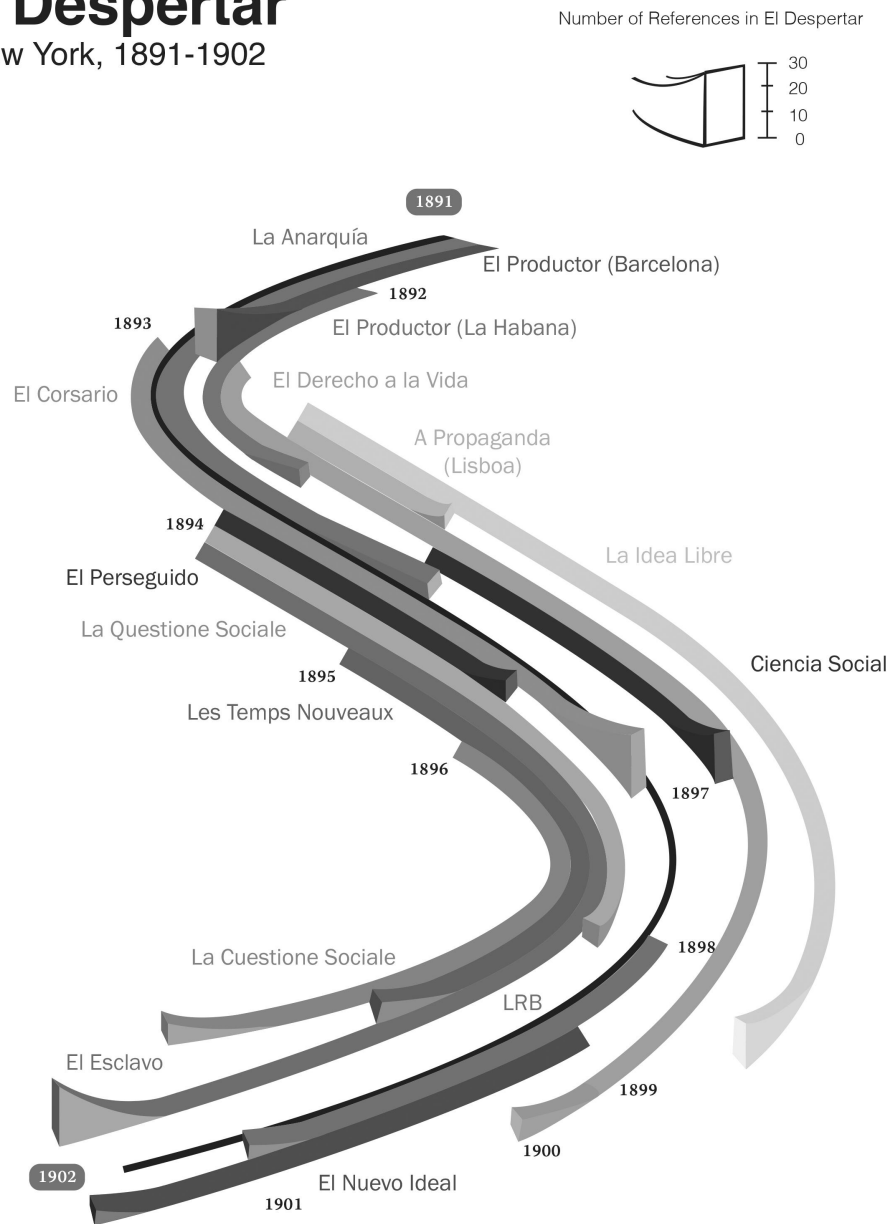 Despertar
w York, 1891-1902
Number of References in El Despertar
30
20
10
0
1891
La Anarquía
El Productor (Barcelona)
1892
1893
El Productor (La Habana)
El Derecho a la Vida
El Corsario
A Propaganda
(Lisboa)
1894
La Idea Libre
El Perseguido
La Questione Sociale
Ciencia Social
1895
Les Temps Nouveaux
1896
1897
1898
La Cuestione Sociale
LRB
El Esclavo
1899
1900
1902
El Nuevo Ideal
1901